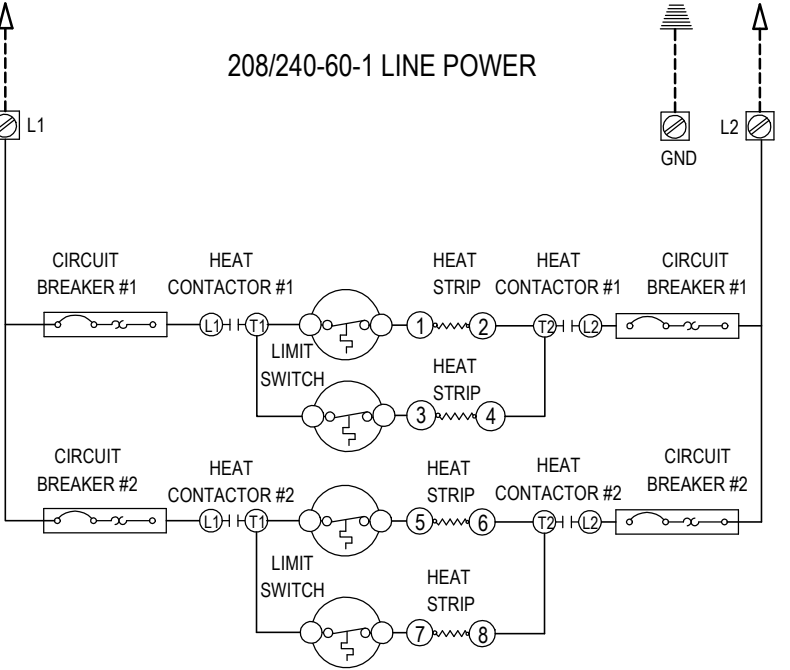 208/240-60-1 LINE POWER
L1
GND
L2
CIRCUIT
BREAKER #1
HEAT
CONTACTOR #1
HEAT
STRIP
HEAT
CONTACTOR #1
CIRCUIT
BREAKER #1
L1
T1
1
2
T2
L2
LIMIT
SWITCH
HEAT
STRIP
3
4
CIRCUIT
BREAKER #2
HEAT
CONTACTOR #2
HEAT
STRIP
HEAT
CONTACTOR #2
CIRCUIT
BREAKER #2
L1
T1
5
6
T2
L2
LIMIT
SWITCH
HEAT
STRIP
7
8